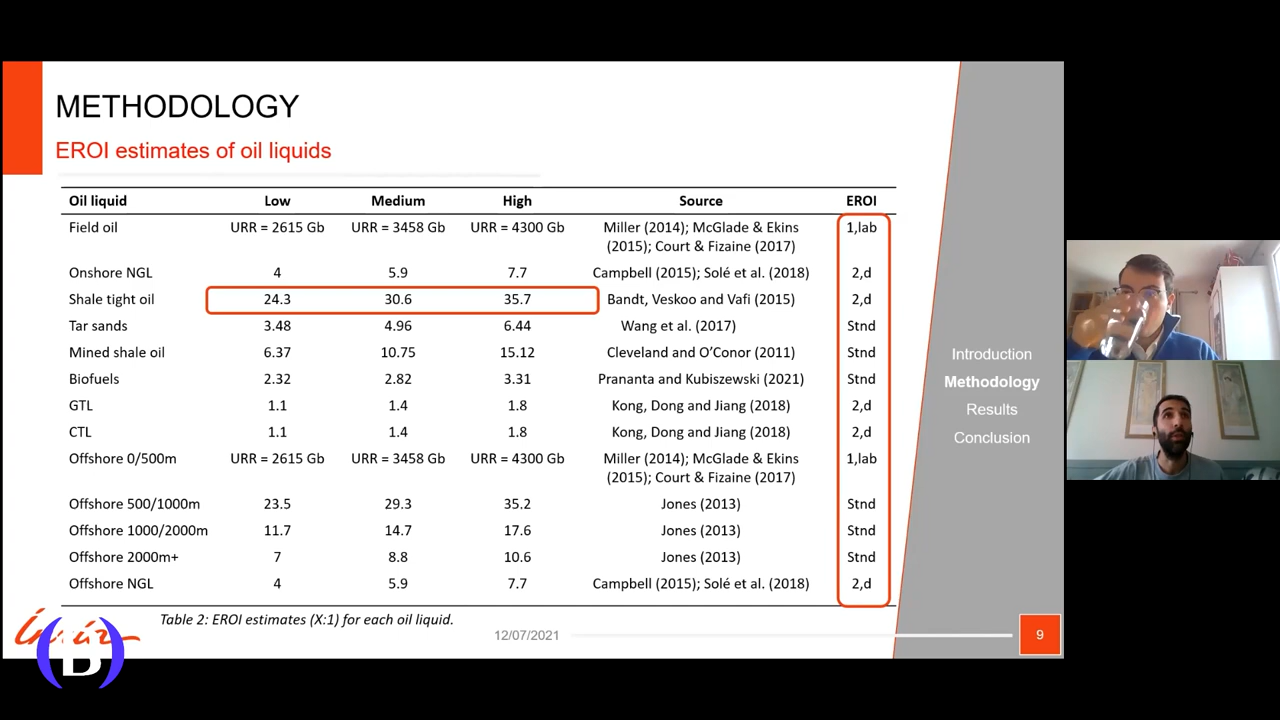 METHODOLOGY
EROI estimates of oil liquids
Oil liquid Low Medium High Source EROI
Field oil URR = 2615 Gb URR = 3458 Gb URR = 4300 Gb Miller (2014); McGlade & Ekins 1,lab
(2015); Court & Fizaine (2017)
Onshore NGL 4 5.9 7.7 Campbell (2015); Solé et al. (2018) 2,d
Shale tight oil 24.3 30.6 35.7 Bandt, Veskoo and Vafi (2015) 2,d
Tar sands 3.48 4.96 6.44 Wang et al. (2017) Stnd
Mined shale oil 6.37 10.75 15.12 Cleveland and O’Conor (2011) Stnd
Biofuels 2.32 2.82 3.31 Prananta and Kubiszewski (2021) Stnd
GTL 1.1 1.4 1.8 Kong, Dong and Jiang (2018) 2,d
CTL 1.1 1.4 1.8 Kong, Dong and Jiang (2018) 2,d
Offshore 0/500m URR = 2615 Gb URR = 3458 Gb URR = 4300 Gb Miller (2014); McGlade & Ekins 1,lab
(2015); Court & Fizaine (2017)
Offshore 500/1000m 23.5 29.3 35.2 Jones (2013) Stnd
Offshore 1000/2000m 11.7 14.7 17.6 Jones (2013) Stnd
Offshore 2000m+ 7 8.8 10.6 Jones (2013) Stnd
Offshore NGL 4 5.9 7.7 Campbell (2015); Solé et al. (2018) 2,d
Table 2: EROI estimates (X:1) for each oil liquid.
12/07/2021
9
Introduction
Methodology
Results
Conclusion